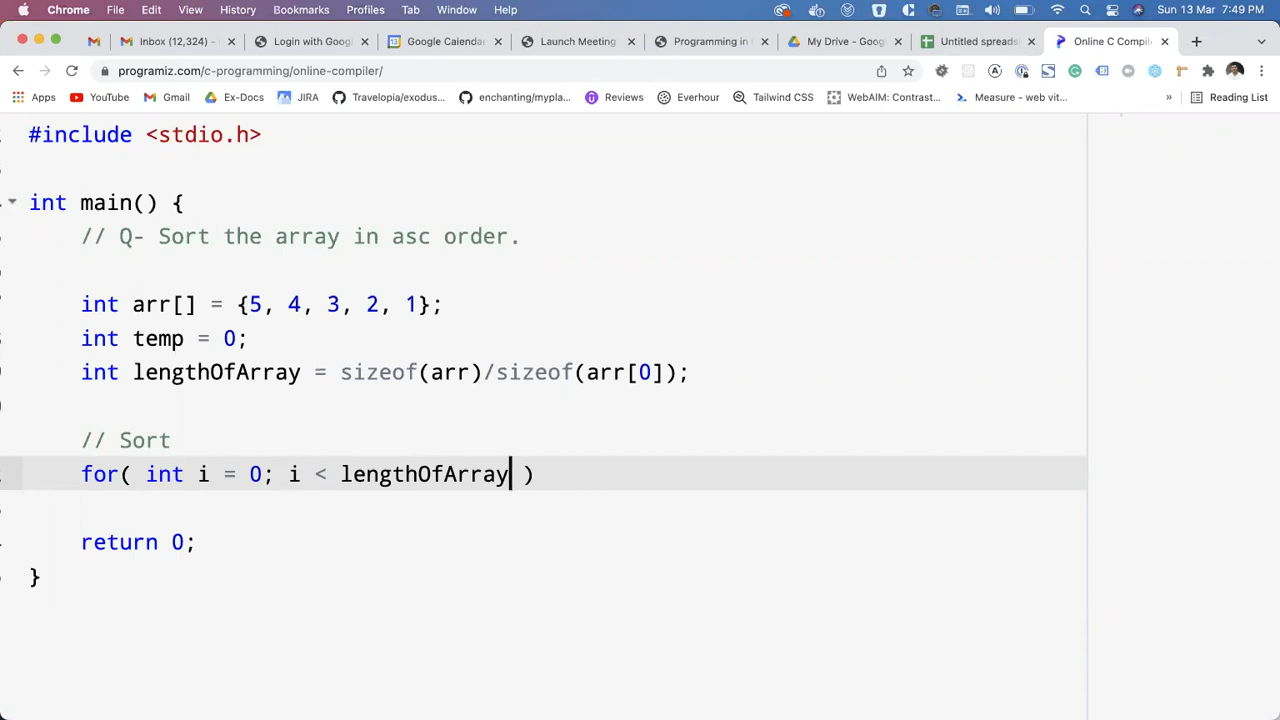 Chrome File Edit View History Bookmarks Profiles Tab Window Help Sun 13 Mar 7:49 PM
Inbox (12,324) - Login with Googl Google Calendar Launch Meeting Programming in C My Drive - Googl Untitled spreads Online C Compile
programiz.com/c-programming/online-compiler/
Apps YouTube Gmail Ex-Docs JIRA Travelopia/exodus... enchanting/mypla... Reviews Everhour Tailwind CSS WebAIM: Contrast... Measure - web vit... » Reading List
#include <stdio.h>
int main() {
// Q- Sort the array in asc order.
int arr[] = {5, 4, 3, 2, 1};
int temp = 0;
int lengthOfArray = sizeof(arr)/sizeof(arr[0]);
// Sort
for( int i = 0; i < lengthOfArray )
return 0;
}